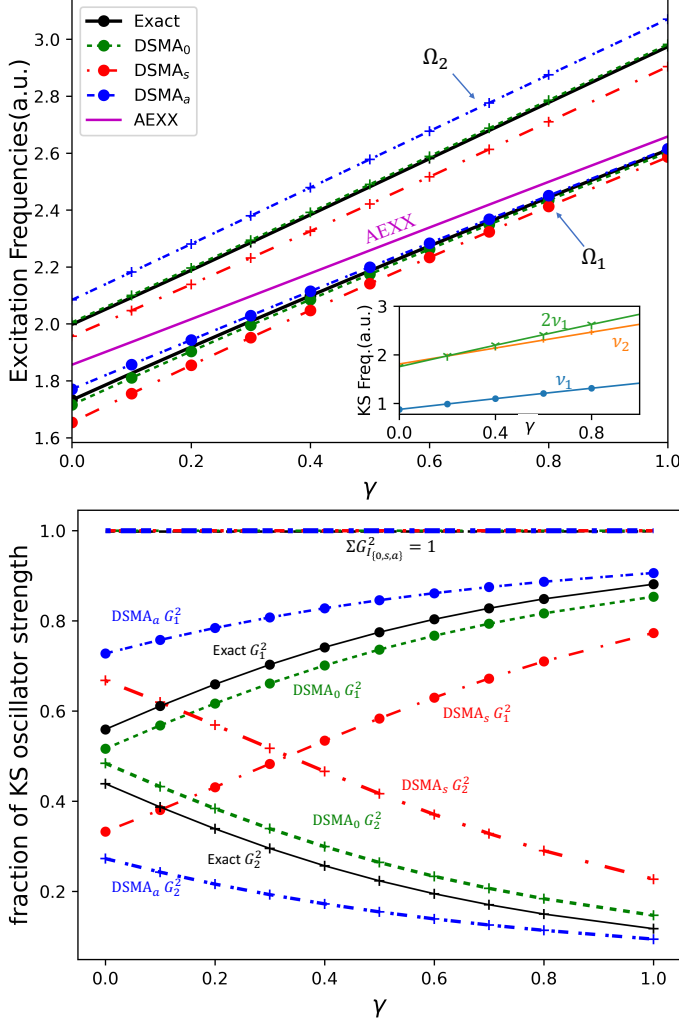 Excitation Frequencies(a.u.)
3.0
2.8
2.6
2.4
2.2
2.0
1.8
1.6
Exact
DSMA₀
DSMAₛ
DSMAₐ
AEXX
Ω₂
AEXX
Ω₁
KS Freq.(a.u.)
3
2
1
2ν₁
ν₂
ν₁
0.0 0.4 0.8
γ
0.0 0.2 0.4 0.6 0.8 1.0
γ
fraction of KS oscillator strength
1.0
0.8
0.6
0.4
0.2
ΣG²_{I_{0,s,a}} = 1
DSMAₐ G₁²
Exact G₁²
DSMA₀ G₁²
DSMAₛ G₁²
DSMAₛ G₂²
DSMA₀ G₂²
Exact G₂²
DSMAₐ G₂²
0.0 0.2 0.4 0.6 0.8 1.0
γ